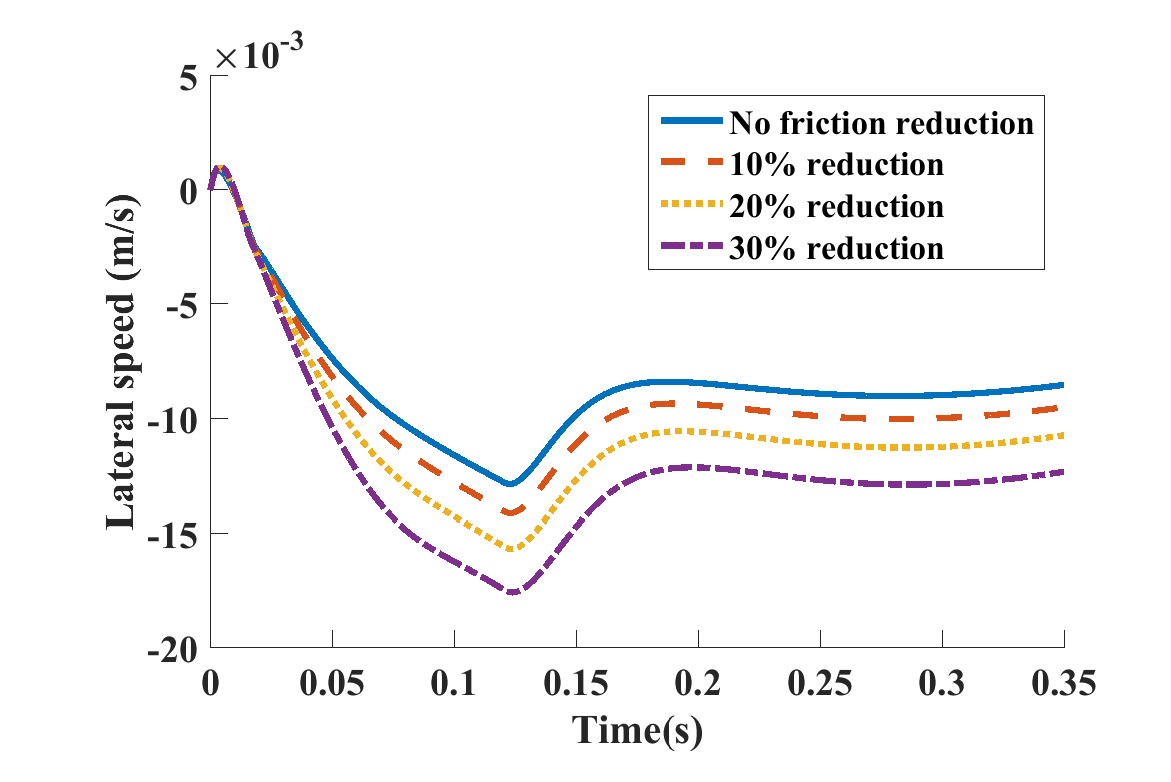 ×10-3
5
0
-5
-10
-15
-20
Lateral speed (m/s)
No friction reduction
10% reduction
20% reduction
30% reduction
0 0.05 0.1 0.15 0.2 0.25 0.3 0.35
Time(s)